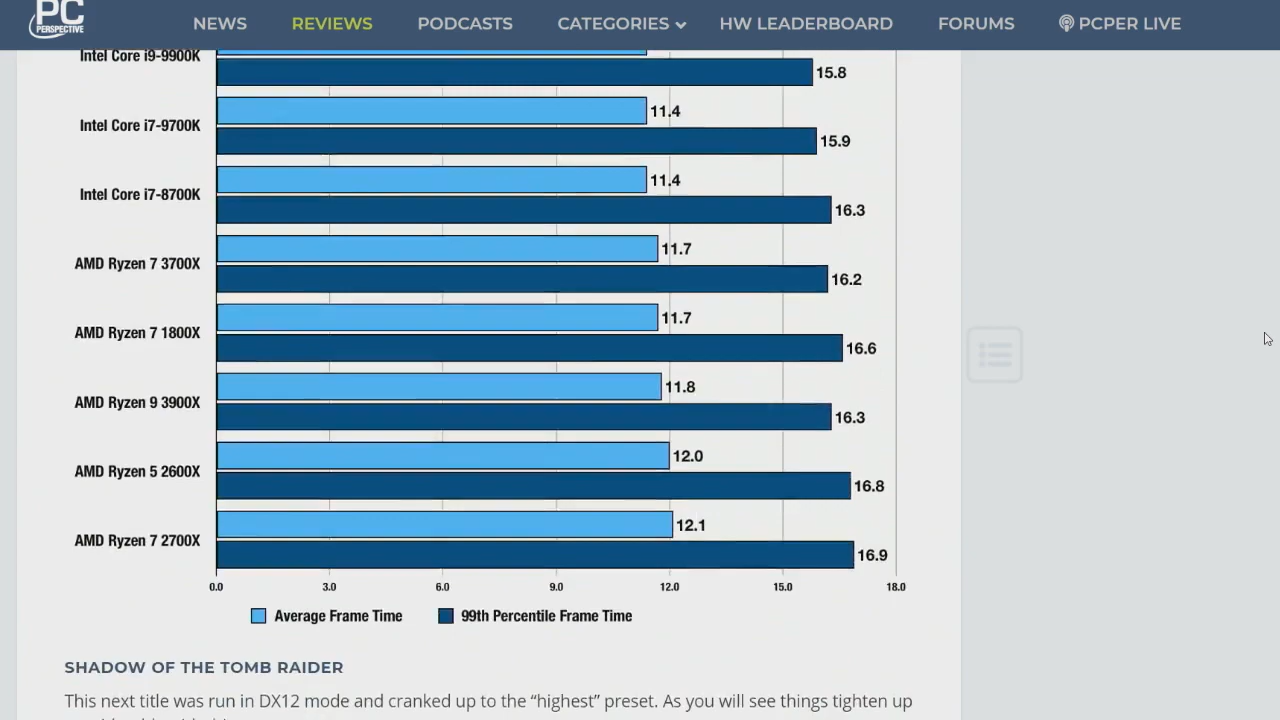 PC
PERSPECTIVE
NEWS
REVIEWS
PODCASTS
CATEGORIES
HW LEADERBOARD
FORUMS
PCPER LIVE
Intel Core i9-9900K
15.8
Intel Core i7-9700K
11.4
15.9
Intel Core i7-8700K
11.4
16.3
AMD Ryzen 7 3700X
11.7
16.2
AMD Ryzen 7 1800X
11.7
16.6
AMD Ryzen 9 3900X
11.8
16.3
AMD Ryzen 5 2600X
12.0
16.8
AMD Ryzen 7 2700X
12.1
16.9
0.0 3.0 6.0 9.0 12.0 15.0 18.0
Average Frame Time 99th Percentile Frame Time
SHADOW OF THE TOMB RAIDER
This next title was run in DX12 mode and cranked up to the “highest” preset. As you will see things tighten up